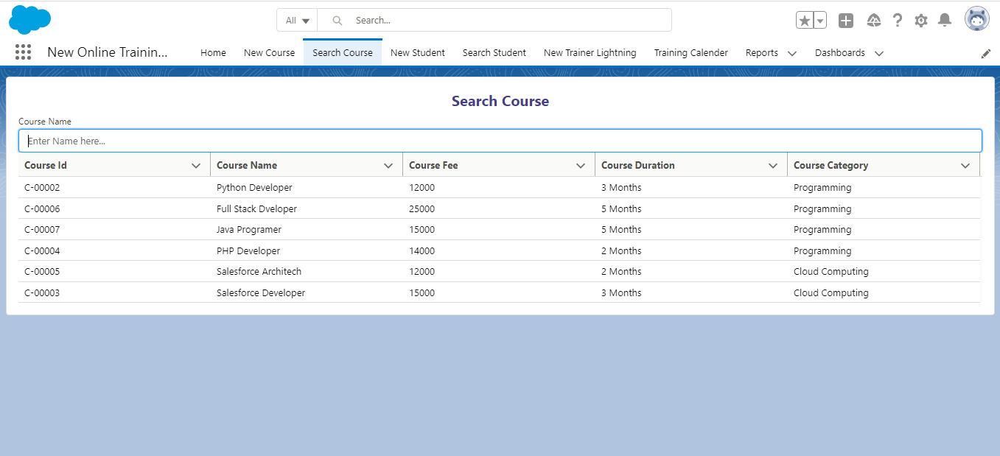 All Search...
New Online Trainin... Home New Course Search Course New Student Search Student New Trainer Lightning Training Calender Reports Dashboards
Search Course
Course Name
Enter Name here...
Course Id Course Name Course Fee Course Duration Course Category
C-00002 Python Developer 12000 3 Months Programming
C-00006 Full Stack Dveloper 25000 5 Months Programming
C-00007 Java Programer 15000 5 Months Programming
C-00004 PHP Developer 14000 2 Months Programming
C-00005 Salesforce Architech 12000 2 Months Cloud Computing
C-00003 Salesforce Developer 15000 3 Months Cloud Computing